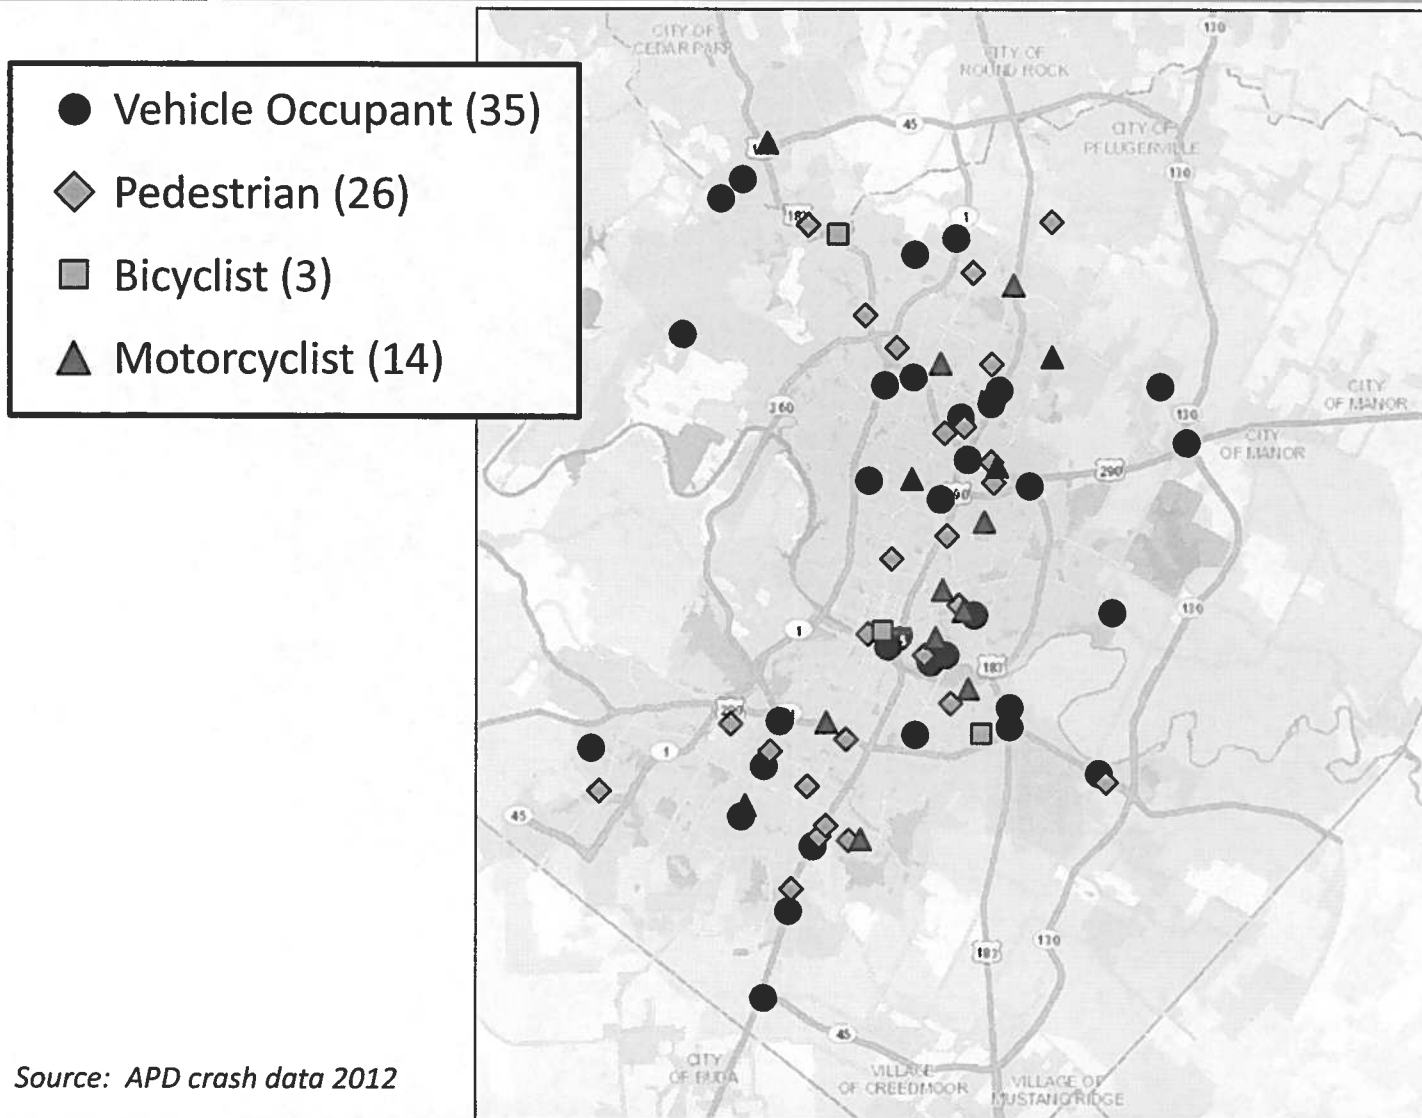 Vehicle Occupant (35)
Pedestrian (26)
Bicyclist (3)
Motorcyclist (14)
CITY OF
CEDAR PARK
CITY OF
ROUND ROCK
130
45
CITY OF
PFLUGERVILLE
130
1
360
CITY
OF MANOR
130
CITY
OF MANOR
290
130
1
183
1
45
130
183
45
CITY
OF BUDA
VILLAGE
OF CREEDMOOR
VILLAGE OF
MUSTANG RIDGE
Source: APD crash data 2012